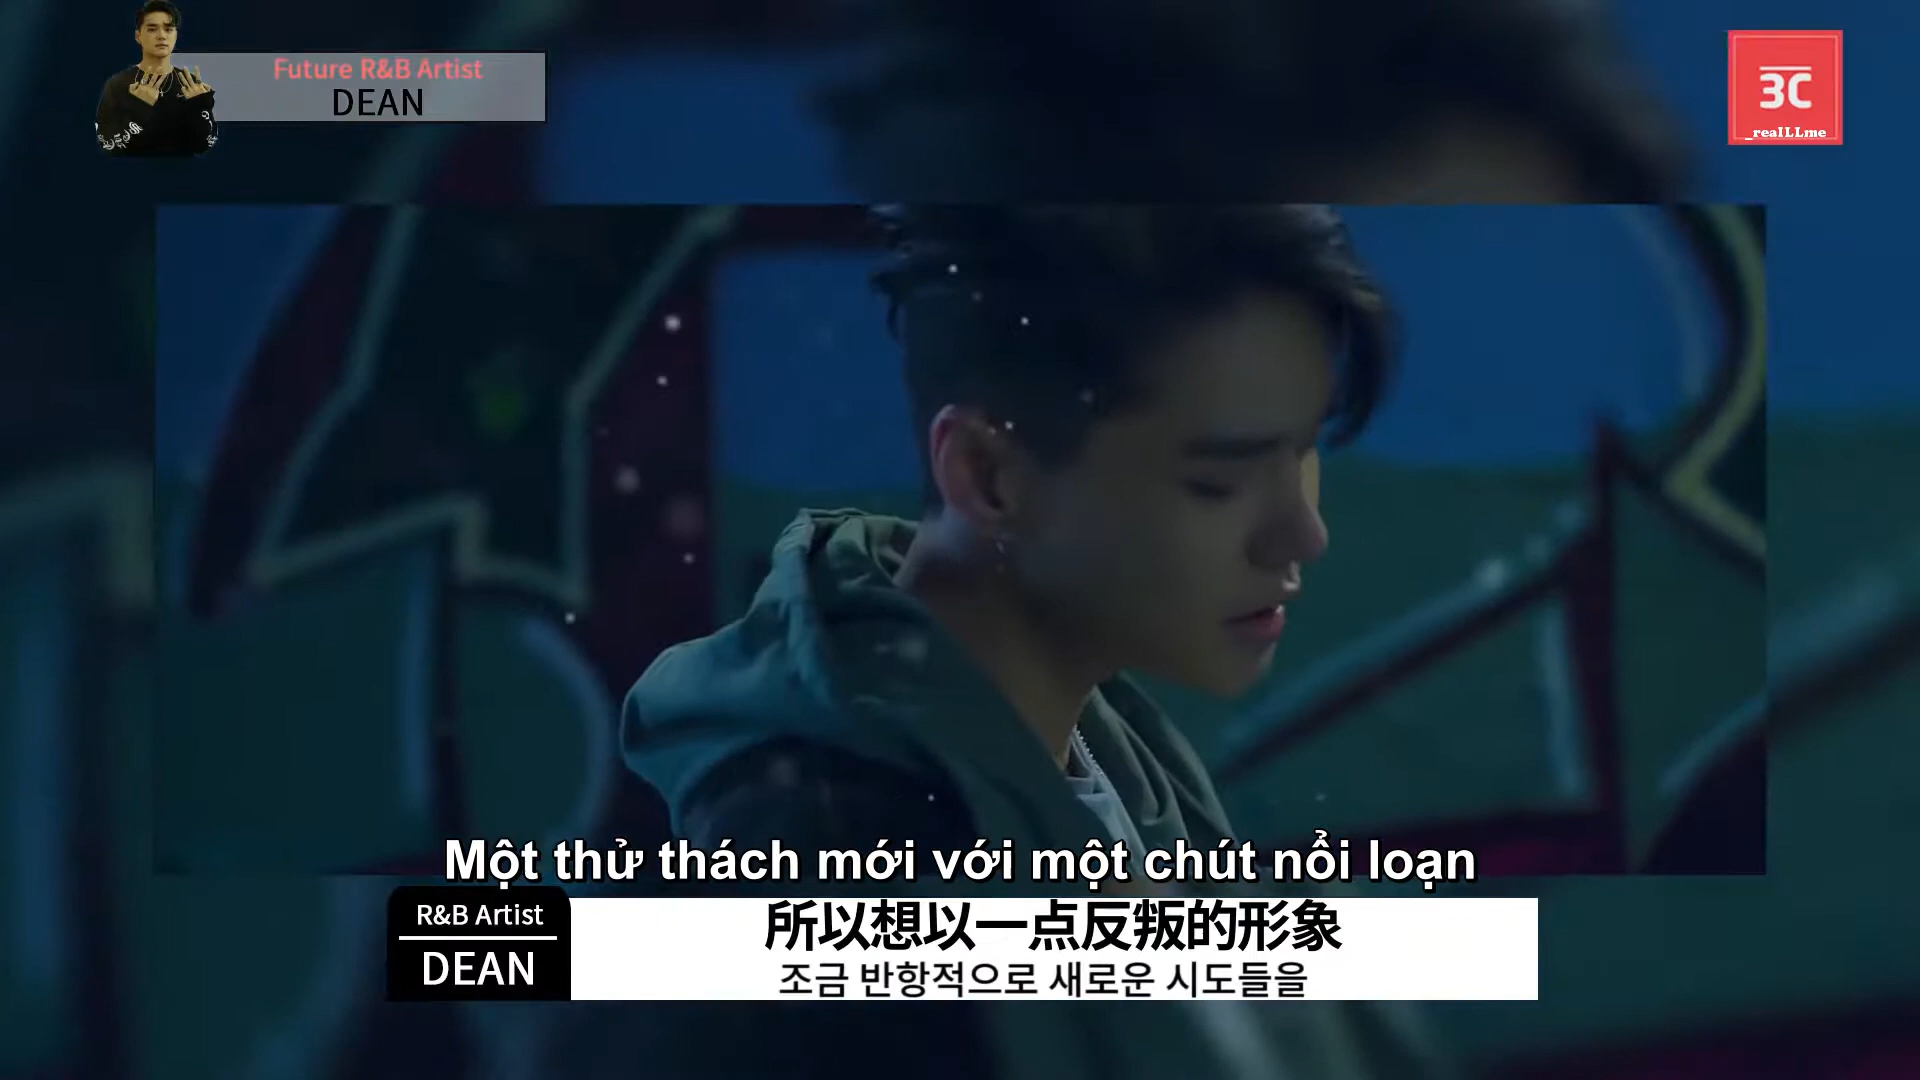 Future R&B Artist
DEAN
3C
_reaILLme
Một thử thách mới với một chút nổi loạn
R&B Artist
DEAN
所以想以一点反叛的形象
조금 반항적으로 새로운 시도들을